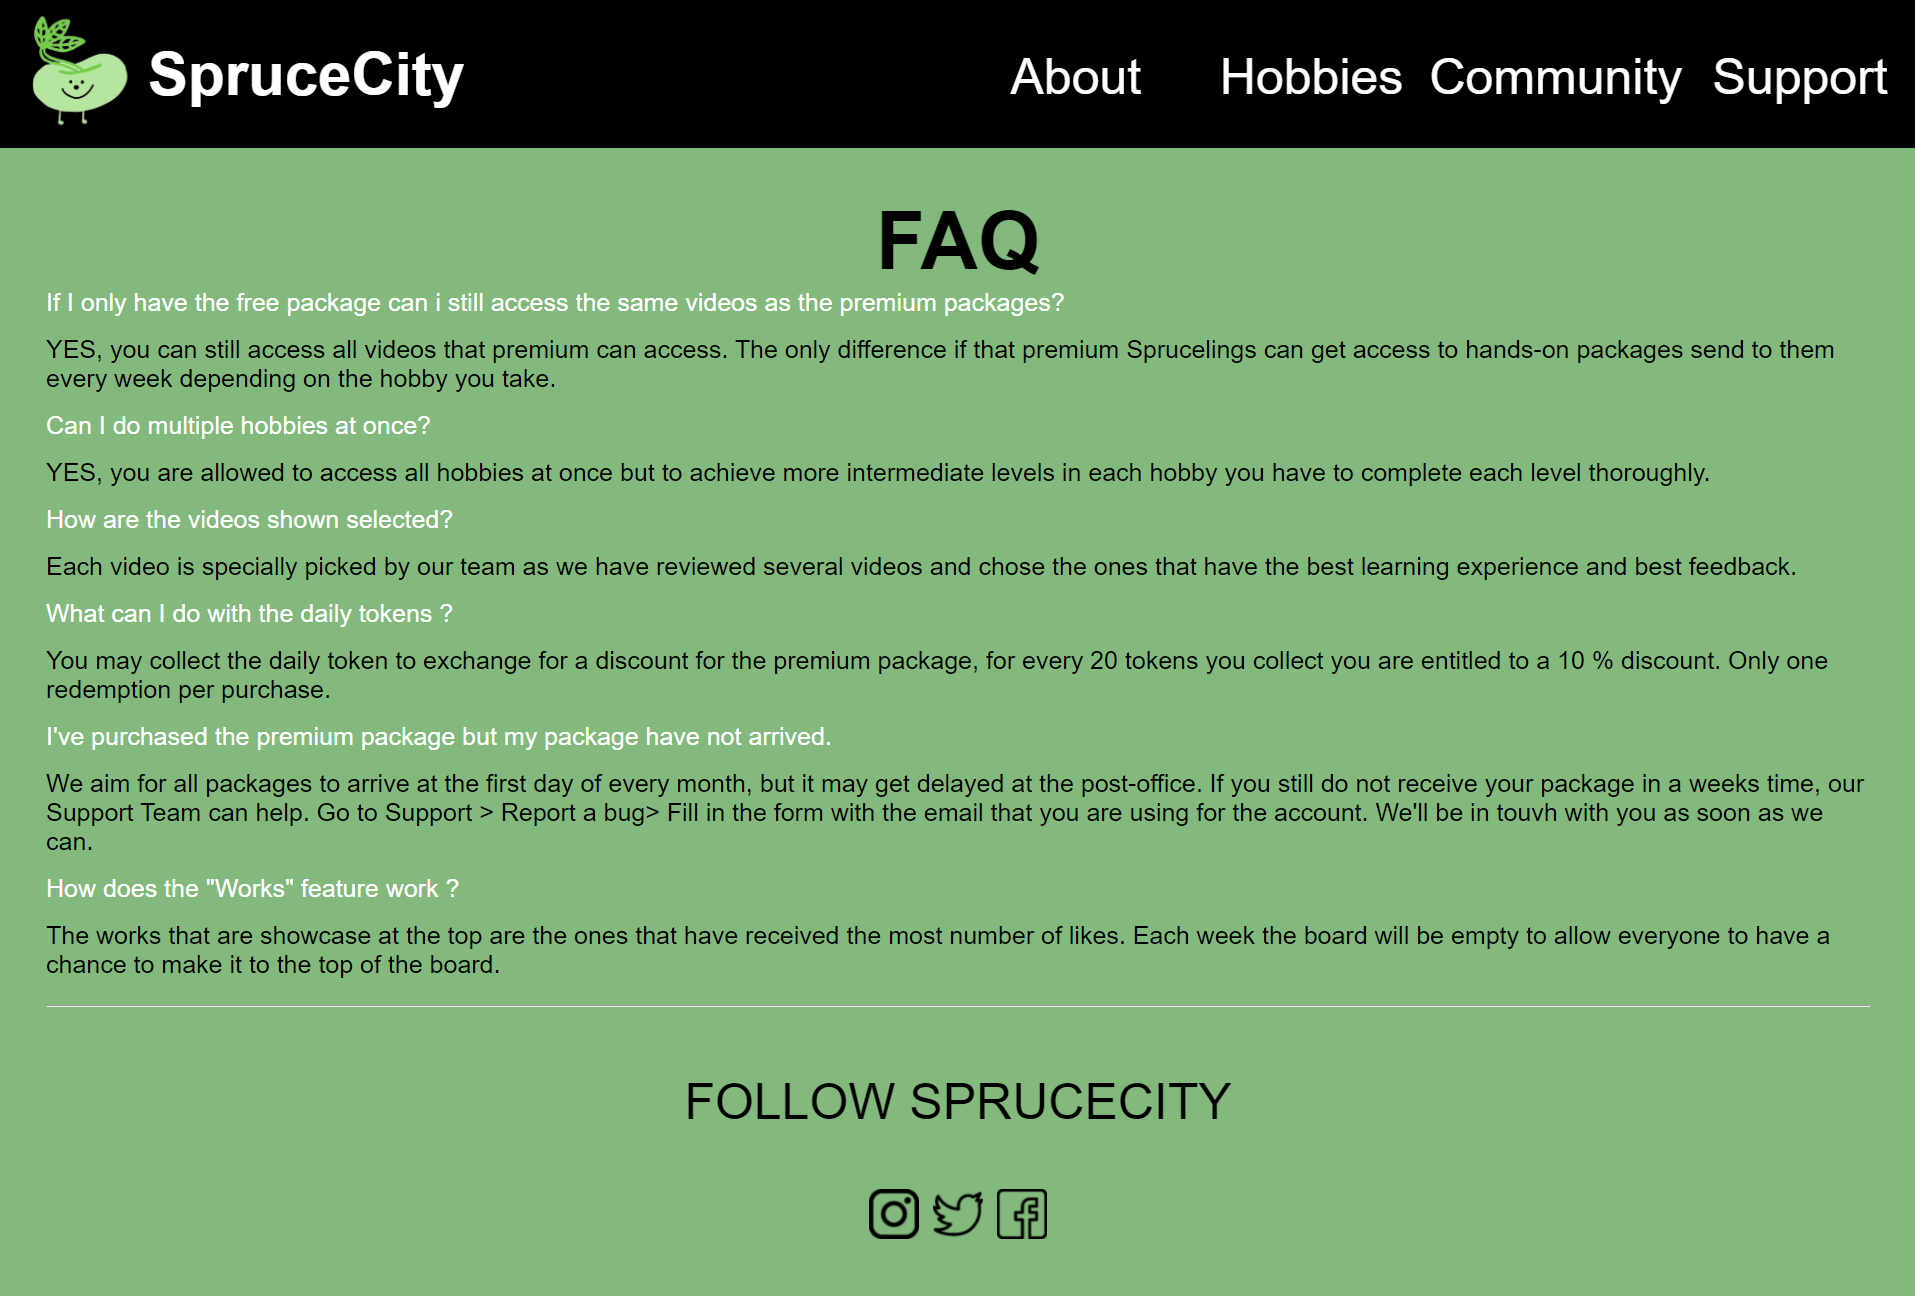 SpruceCity
About Hobbies Community Support
FAQ
If I only have the free package can i still access the same videos as the premium packages?
YES, you can still access all videos that premium can access. The only difference if that premium Sprucelings can get access to hands-on packages send to them
every week depending on the hobby you take.
Can I do multiple hobbies at once?
YES, you are allowed to access all hobbies at once but to achieve more intermediate levels in each hobby you have to complete each level thoroughly.
How are the videos shown selected?
Each video is specially picked by our team as we have reviewed several videos and chose the ones that have the best learning experience and best feedback.
What can I do with the daily tokens ?
You may collect the daily token to exchange for a discount for the premium package, for every 20 tokens you collect you are entitled to a 10 % discount. Only one
redemption per purchase.
I've purchased the premium package but my package have not arrived.
We aim for all packages to arrive at the first day of every month, but it may get delayed at the post-office. If you still do not receive your package in a weeks time, our
Support Team can help. Go to Support > Report a bug> Fill in the form with the email that you are using for the account. We'll be in touvh with you as soon as we
can.
How does the "Works" feature work ?
The works that are showcase at the top are the ones that have received the most number of likes. Each week the board will be empty to allow everyone to have a
chance to make it to the top of the board.
FOLLOW SPRUCECITY